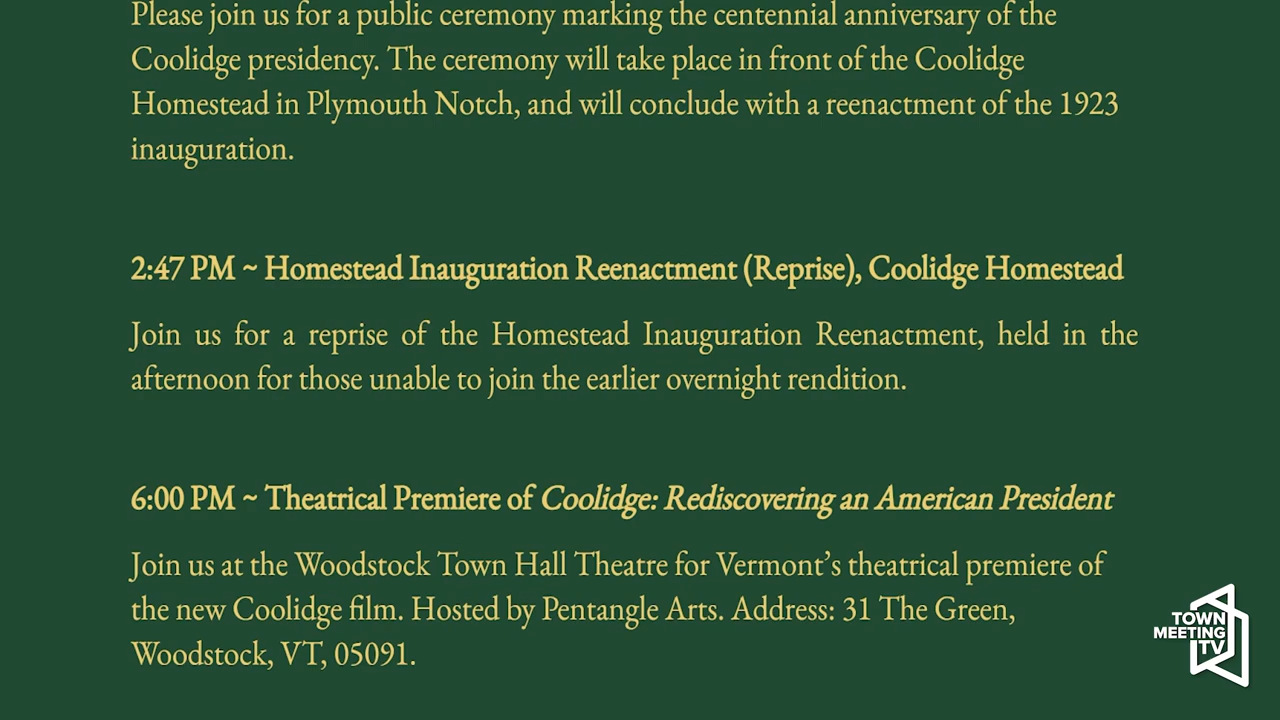 Please join us for a public ceremony marking the centennial anniversary of the
Coolidge presidency. The ceremony will take place in front of the Coolidge
Homestead in Plymouth Notch, and will conclude with a reenactment of the 1923
inauguration.
2:47 PM ~ Homestead Inauguration Reenactment (Reprise), Coolidge Homestead
Join us for a reprise of the Homestead Inauguration Reenactment, held in the
afternoon for those unable to join the earlier overnight rendition.
6:00 PM ~ Theatrical Premiere of Coolidge: Rediscovering an American President
Join us at the Woodstock Town Hall Theatre for Vermont’s theatrical premiere of
the new Coolidge film. Hosted by Pentangle Arts. Address: 31 The Green,
Woodstock, VT, 05091.
TOWN
MEETING
TV